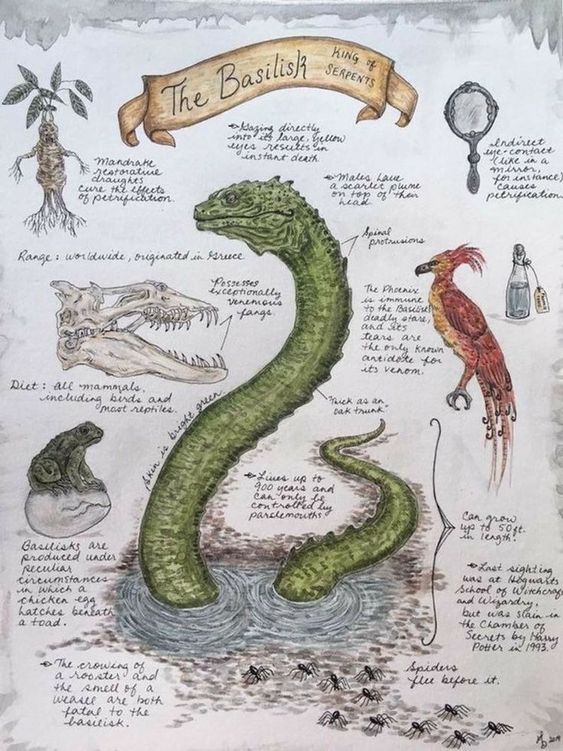 The Basilisk
KING of
SERPENTS
Gazing directly
into its large, yellow
eyes results in
instant death.
Mandrake
restorative
draughts
cure the effects
of petrification.
Males have
a scarlet plume
on top of their
head
Indirect
eye-contact
(like in a
mirror,
for instance)
causes
petrification.
Spinal
protrusions
Range: worldwide, originated in Greece
Possesses
exceptionally
venemous
fangs.
The Phoenix
is immune
to the Basilisk's
deadly stare,
and its
tears are
the only known
antidote for
its venom.
Diet: all mammals,
including birds and
most reptiles.
Skin is bright green
"Thick as an
oak trunk"
Lives up to
900 years and
can only be
controlled by
parslemouths
Can grow
up to 50ft.
in length!
Basilisks are
produced under
peculiar
circumstances
in which a
chicken egg
hatches beneath
a toad.
Last sighting
was at Hogwarts
School of Witchcraft
and Wizardry,
but was slain in
the Chamber of
Secrets by Harry
Potter in 1993.
The crowing of
a rooster and
the smell of a
weasel are both
fatal to the
basilisk.
Spiders
flee before it.
2019